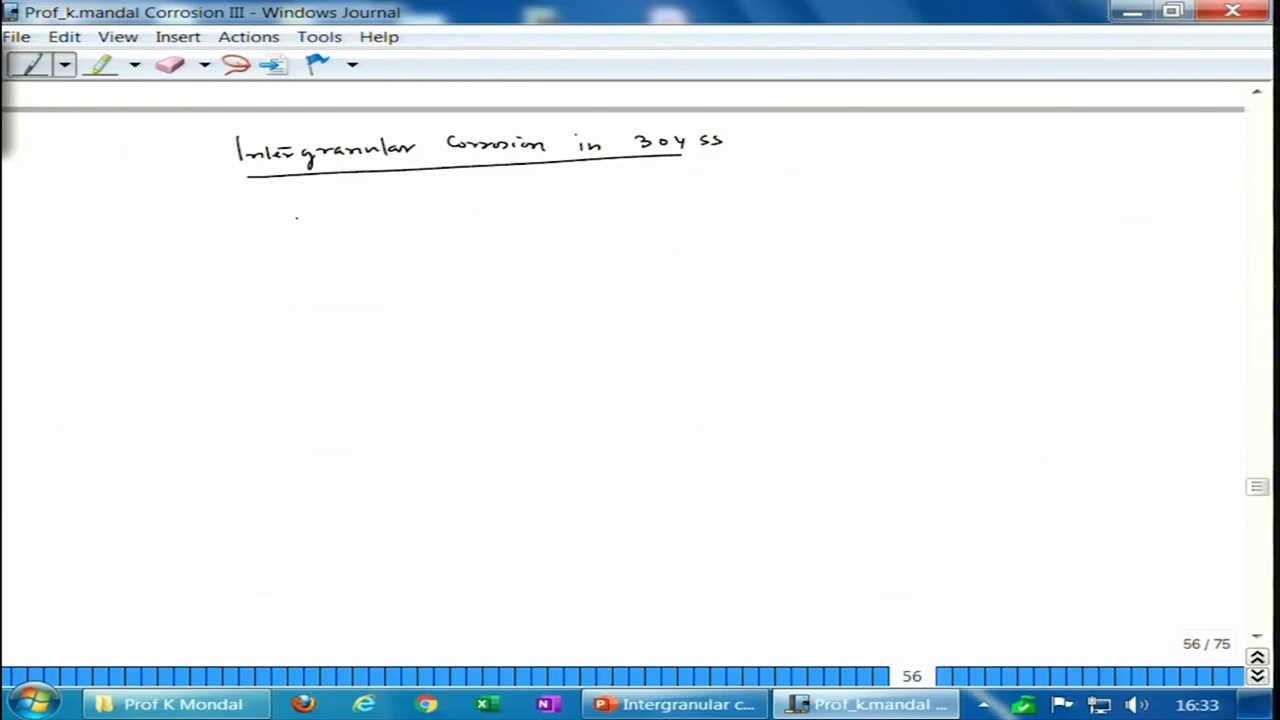 Prof_k.mandal Corrosion III - Windows Journal
File Edit View Insert Actions Tools Help
Intergranular Corrosion in 304 SS
56 / 75
56
Prof K Mondal
Intergranular c...
Prof_k.mandal ...
16:33